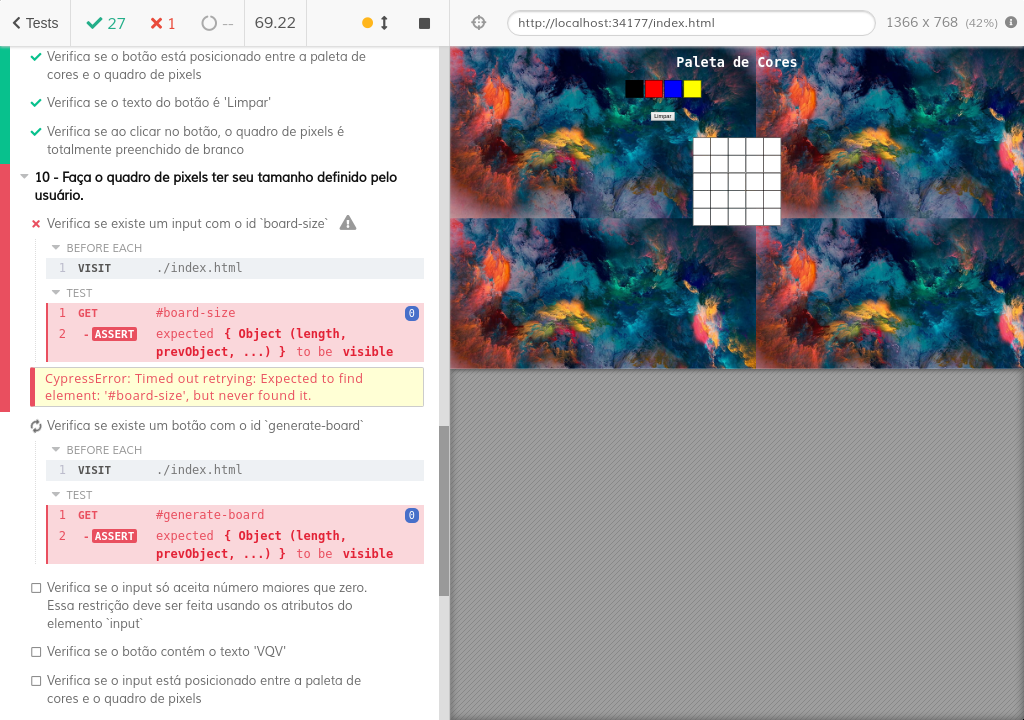 Tests
27
1
--
69.22
http://localhost:34177/index.html
1366 x 768 (42%)
Verifica se o botão está posicionado entre a paleta de
cores e o quadro de pixels
Verifica se o texto do botão é 'Limpar'
Verifica se ao clicar no botão, o quadro de pixels é
totalmente preenchido de branco
10 - Faça o quadro de pixels ter seu tamanho definido pelo
usuário.
Verifica se existe um input com o id `board-size`
BEFORE EACH
1 VISIT ./index.html
TEST
1 GET #board-size 0
2 - ASSERT expected { Object (length,
prevObject, ...) } to be visible
CypressError: Timed out retrying: Expected to find
element: '#board-size', but never found it.
Verifica se existe um botão com o id `generate-board`
BEFORE EACH
1 VISIT ./index.html
TEST
1 GET #generate-board 0
2 - ASSERT expected { Object (length,
prevObject, ...) } to be visible
Verifica se o input só aceita número maiores que zero.
Essa restrição deve ser feita usando os atributos do
elemento `input`
Verifica se o botão contém o texto 'VQV'
Verifica se o input está posicionado entre a paleta de
cores e o quadro de pixels
Paleta de Cores
Limpar